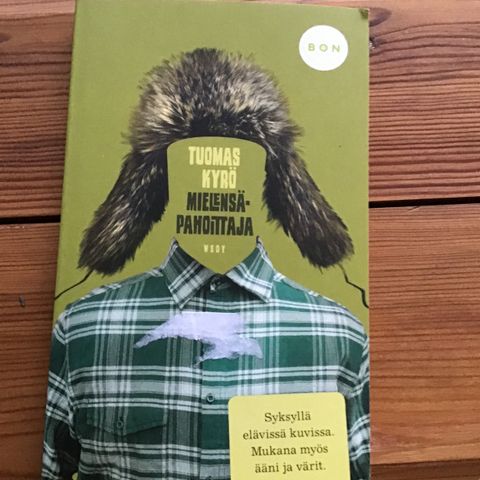 BON
TUOMAS
KYRÖ
MIELENSÄ-
PAHOITTAJA
WSOY
Syksyllä
elävissä kuvissa.
Mukana myös
ääni ja värit.